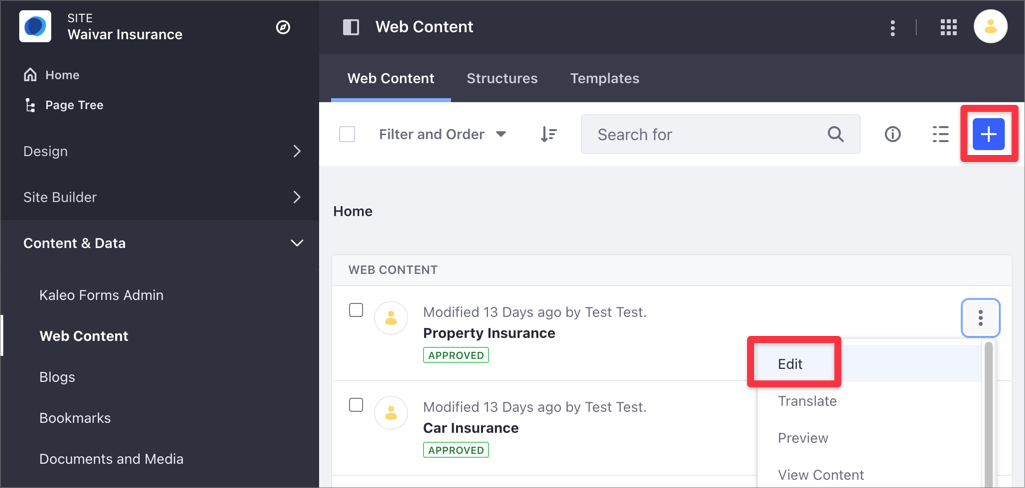 SITE
Waivar Insurance
Home
Page Tree
Design
Site Builder
Content & Data
Kaleo Forms Admin
Web Content
Blogs
Bookmarks
Documents and Media
Web Content
Web Content Structures Templates
Filter and Order Search for
Home
WEB CONTENT
Modified 13 Days ago by Test Test.
Property Insurance
APPROVED
Modified 13 Days ago by Test Test.
Car Insurance
APPROVED
Edit
Translate
Preview
View Content